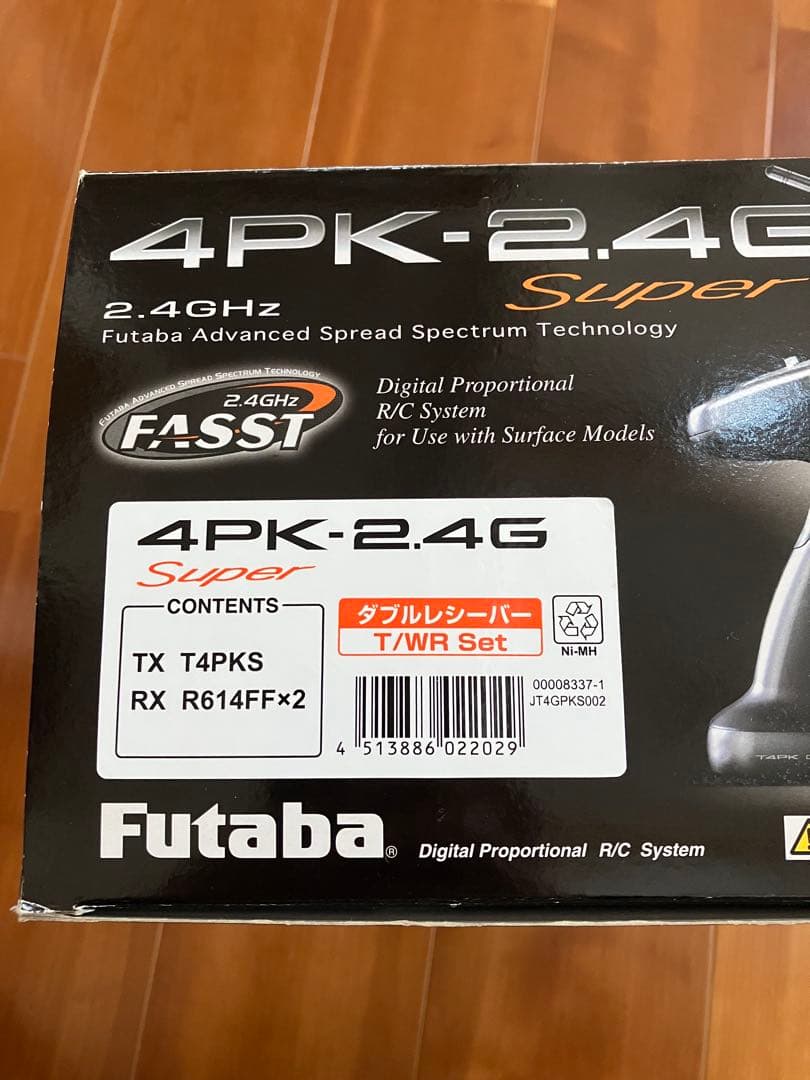 4PK-2.4G
Super
2.4GHz
Futaba Advanced Spread Spectrum Technology
FUTABA ADVANCED SPREAD SPECTRUM TECHNOLOGY
2.4GHz
FASST
Digital Proportional
R/C System
for Use with Surface Models
4PK-2.4G
Super
CONTENTS
TX T4PKS
RX R614FF×2
ダブルレシーバー
T/WR Set
Ni-MH
00008337-1
JT4GPKS002
4 513886 022029
Futaba®
Digital Proportional R/C System
T4PK